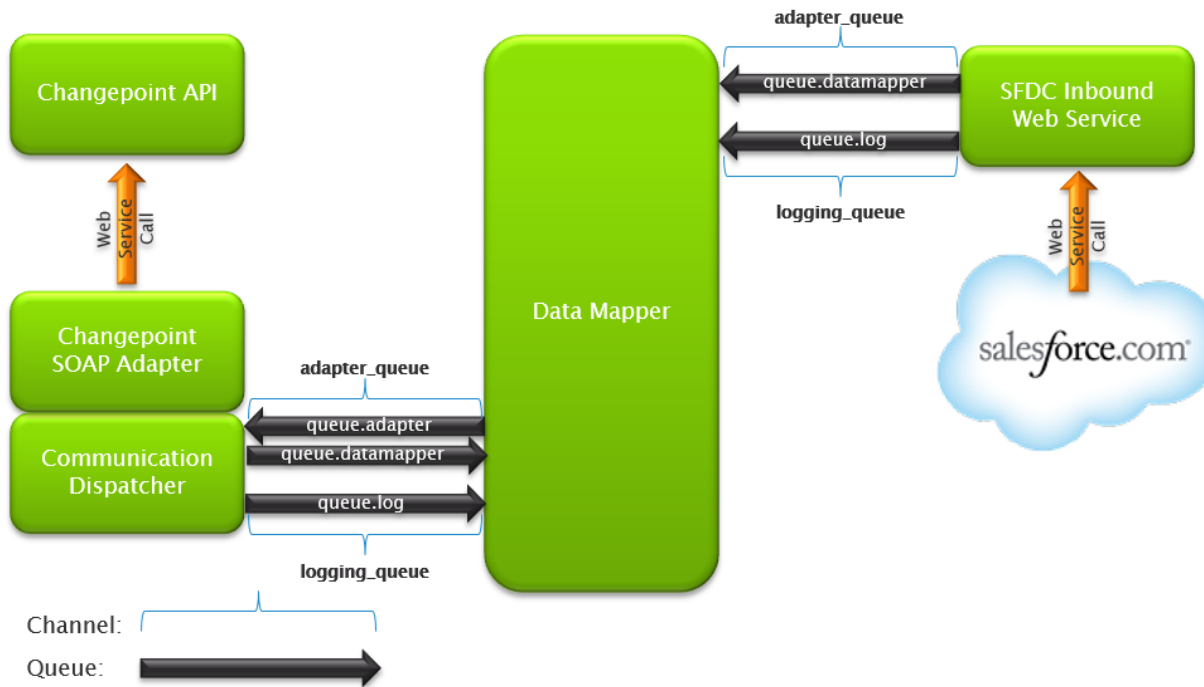 adapter_queue
Changepoint API
queue.datamapper
SFDC Inbound
Web Service
queue.log
logging_queue
Web
Service
Call
Web
Service
Call
Changepoint
SOAP Adapter
Data Mapper
salesforce.com
adapter_queue
queue.adapter
queue.datamapper
Communication
Dispatcher
queue.log
logging_queue
Channel:
Queue: